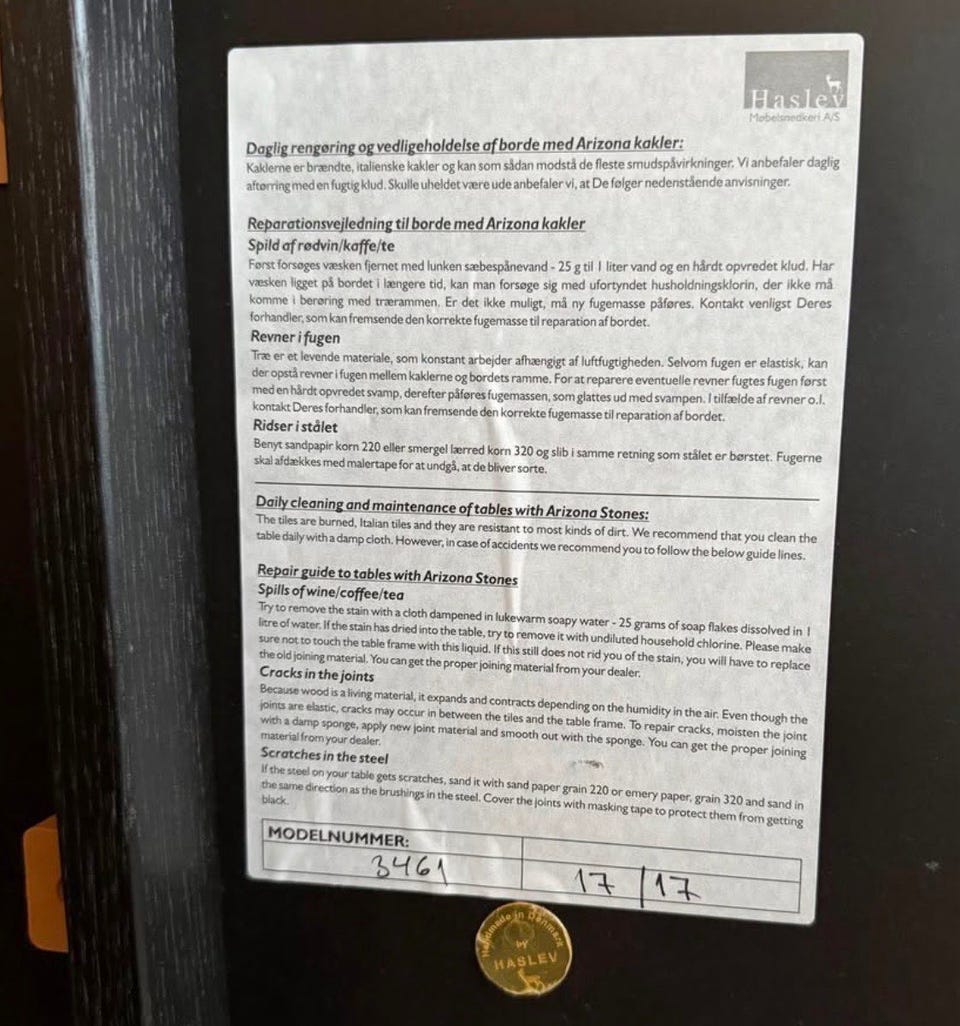 Haslev
Møbelsnedkeri A/S
Daglig rengøring og vedligeholdelse af borde med Arizona kakler:
Kaklerne er brændte, italienske kakler og kan som sådan modstå de fleste smudspåvirkninger. Vi anbefaler daglig
aftørring med en fugtig klud. Skulle uheldet være ude anbefaler vi, at De følger nedenstående anvisninger.
Reparationsvejledning til borde med Arizona kakler
Spild af rødvin/kaffe/te
Først forsøges væsken fjernet med lunken sæbespånevand - 25 g til 1 liter vand og en hårdt opvredet klud. Har
væsken ligget på bordet i længere tid, kan man forsøge sig med ufortyndet husholdningsklorin, der ikke må
komme i berøring med trærammen. Er det ikke muligt, må ny fugemasse påføres. Kontakt venligst Deres
forhandler, som kan fremsende den korrekte fugemasse til reparation af bordet.
Revner i fugen
Træ er et levende materiale, som konstant arbejder afhængigt af luftfugtigheden. Selvom fugen er elastisk, kan
der opstå revner i fugen mellem kaklerne og bordets ramme. For at reparere eventuelle revner fugtes fugen først
med en hårdt opvredet svamp, derefter påføres fugemassen, som glattes ud med svampen. I tilfælde af revner o.l.
kontakt Deres forhandler, som kan fremsende den korrekte fugemasse til reparation af bordet.
Ridser i stålet
Benyt sandpapir korn 220 eller smergel lærred korn 320 og slib i samme retning som stålet er børstet. Fugerne
skal afdækkes med malertape for at undgå, at de bliver sorte.
Daily cleaning and maintenance of tables with Arizona Stones:
The tiles are burned, Italian tiles and they are resistant to most kinds of dirt. We recommend that you clean the
table daily with a damp cloth. However, in case of accidents we recommend you to follow the below guide lines.
Repair guide to tables with Arizona Stones
Spills of wine/coffee/tea
Try to remove the stain with a cloth dampened in lukewarm soapy water - 25 grams of soap flakes dissolved in 1
litre of water. If the stain has dried into the table, try to remove it with undiluted household chlorine. Please make
sure not to touch the table frame with this liquid. If this still does not rid you of the stain, you will have to replace
the old joining material. You can get the proper joining material from your dealer.
Cracks in the joints
Because wood is a living material, it expands and contracts depending on the humidity in the air. Even though the
joints are elastic, cracks may occur in between the tiles and the table frame. To repair cracks, moisten the joint
with a damp sponge, apply new joint material and smooth out with the sponge. You can get the proper joining
material from your dealer.
Scratches in the steel
If the steel on your table gets scratches, sand it with sand paper grain 220 or emery paper, grain 320 and sand in
the same direction as the brushings in the steel. Cover the joints with masking tape to protect them from getting
black.
MODELNUMMER:
3461
17/17
Handmade in Denmark
by
HASLEV